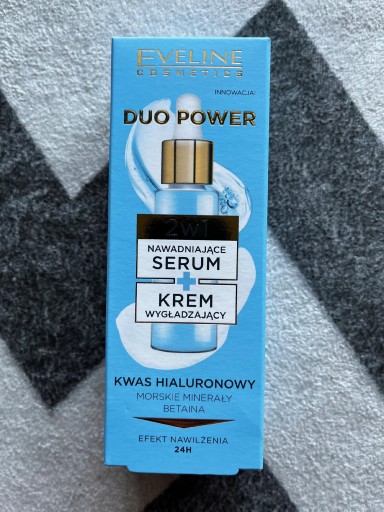 EVELINE
COSMETICS
INNOWACJA!
DUO POWER
2w1
NAWADNIAJĄCE
SERUM
+
KREM
WYGŁADZAJĄCY
KWAS HIALURONOWY
MORSKIE MINERAŁY
BETAINA
EFEKT NAWILŻENIA
24H